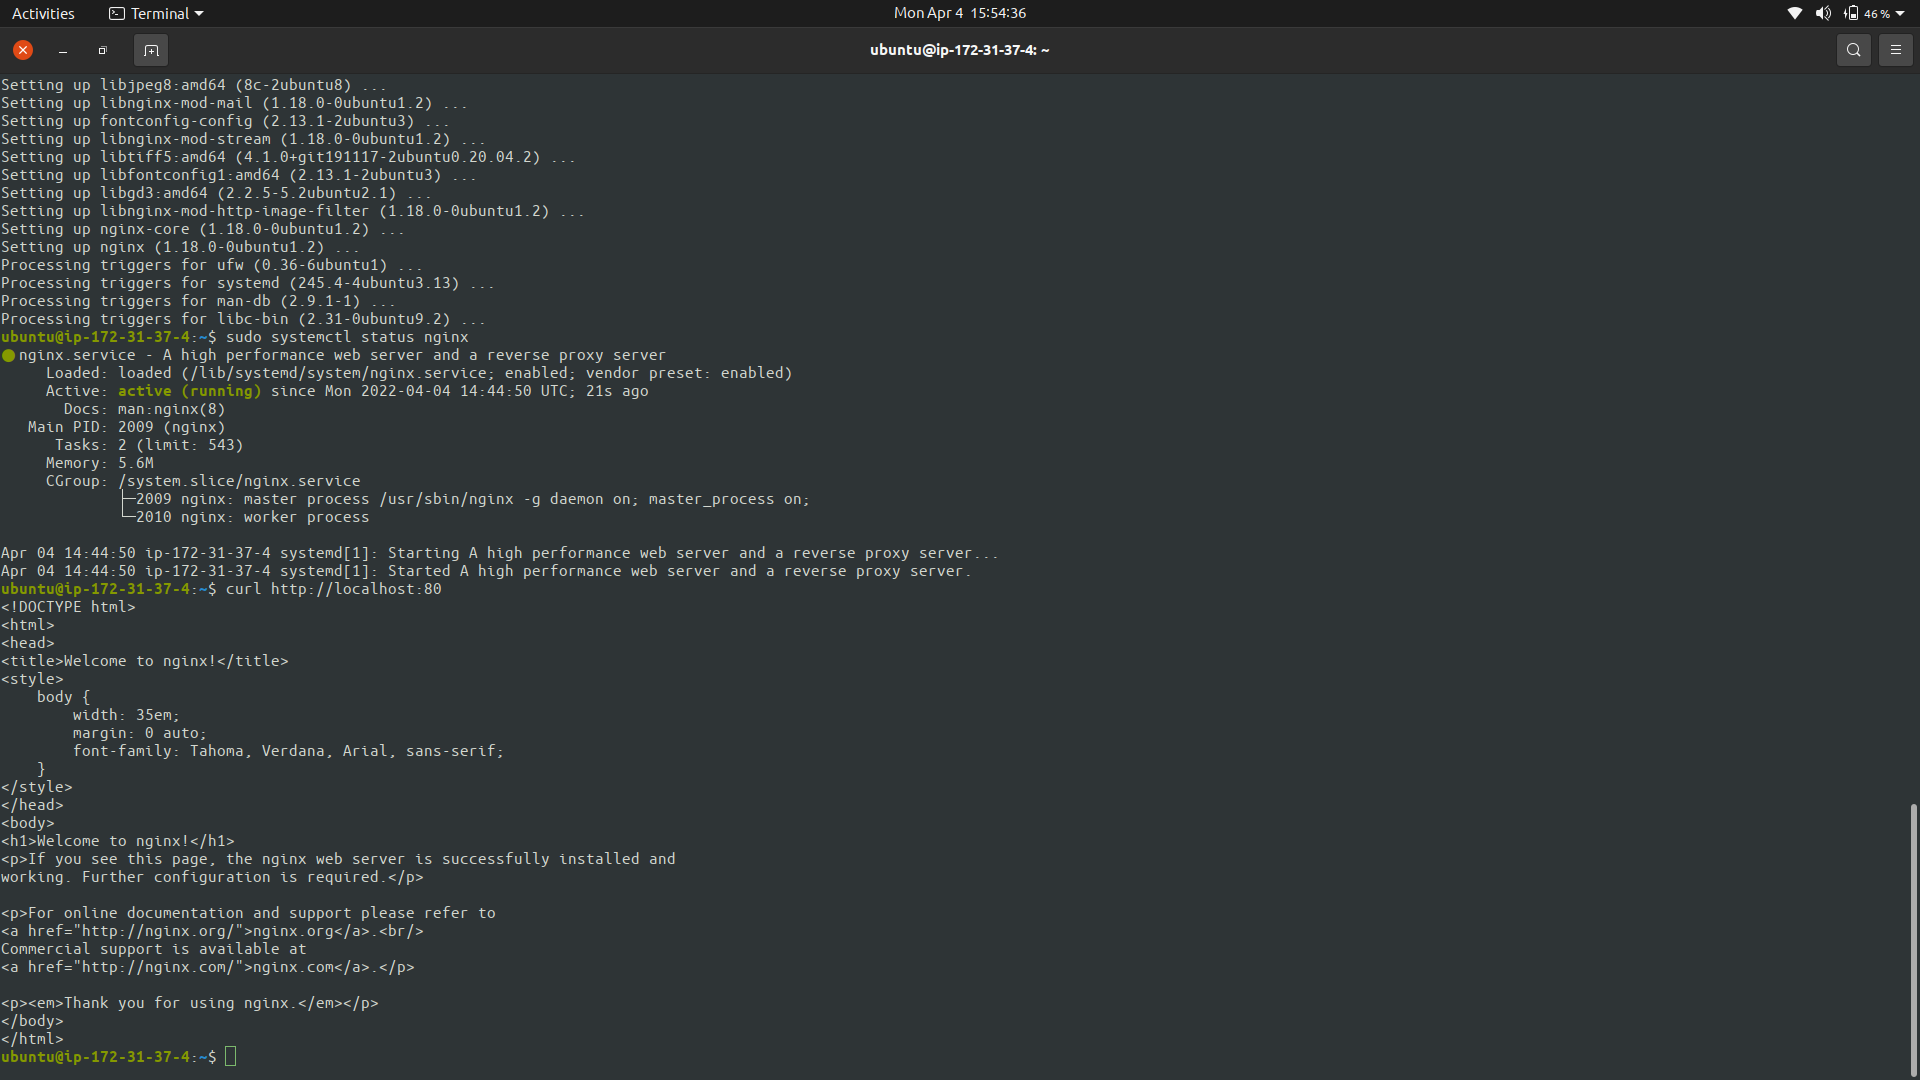 Activities Terminal Mon Apr 4 15:54:36 46 %
ubuntu@ip-172-31-37-4: ~
Setting up libjpeg8:amd64 (8c-2ubuntu8) ...
Setting up libnginx-mod-mail (1.18.0-0ubuntu1.2) ...
Setting up fontconfig-config (2.13.1-2ubuntu3) ...
Setting up libnginx-mod-stream (1.18.0-0ubuntu1.2) ...
Setting up libtiff5:amd64 (4.1.0+git191117-2ubuntu0.20.04.2) ...
Setting up libfontconfig1:amd64 (2.13.1-2ubuntu3) ...
Setting up libgd3:amd64 (2.2.5-5.2ubuntu2.1) ...
Setting up libnginx-mod-http-image-filter (1.18.0-0ubuntu1.2) ...
Setting up nginx-core (1.18.0-0ubuntu1.2) ...
Setting up nginx (1.18.0-0ubuntu1.2) ...
Processing triggers for ufw (0.36-6ubuntu1) ...
Processing triggers for systemd (245.4-4ubuntu3.13) ...
Processing triggers for man-db (2.9.1-1) ...
Processing triggers for libc-bin (2.31-0ubuntu9.2) ...
ubuntu@ip-172-31-37-4:~$ sudo systemctl status nginx
● nginx.service - A high performance web server and a reverse proxy server
     Loaded: loaded (/lib/systemd/system/nginx.service; enabled; vendor preset: enabled)
     Active: active (running) since Mon 2022-04-04 14:44:50 UTC; 21s ago
       Docs: man:nginx(8)
   Main PID: 2009 (nginx)
      Tasks: 2 (limit: 543)
     Memory: 5.6M
     CGroup: /system.slice/nginx.service
             ├─2009 nginx: master process /usr/sbin/nginx -g daemon on; master_process on;
             └─2010 nginx: worker process

Apr 04 14:44:50 ip-172-31-37-4 systemd[1]: Starting A high performance web server and a reverse proxy server...
Apr 04 14:44:50 ip-172-31-37-4 systemd[1]: Started A high performance web server and a reverse proxy server.
ubuntu@ip-172-31-37-4:~$ curl http://localhost:80
<!DOCTYPE html>
<html>
<head>
<title>Welcome to nginx!</title>
<style>
    body {
        width: 35em;
        margin: 0 auto;
        font-family: Tahoma, Verdana, Arial, sans-serif;
    }
</style>
</head>
<body>
<h1>Welcome to nginx!</h1>
<p>If you see this page, the nginx web server is successfully installed and
working. Further configuration is required.</p>

<p>For online documentation and support please refer to
<a href="http://nginx.org/">nginx.org</a>.<br/>
Commercial support is available at
<a href="http://nginx.com/">nginx.com</a>.</p>

<p><em>Thank you for using nginx.</em></p>
</body>
</html>
ubuntu@ip-172-31-37-4:~$